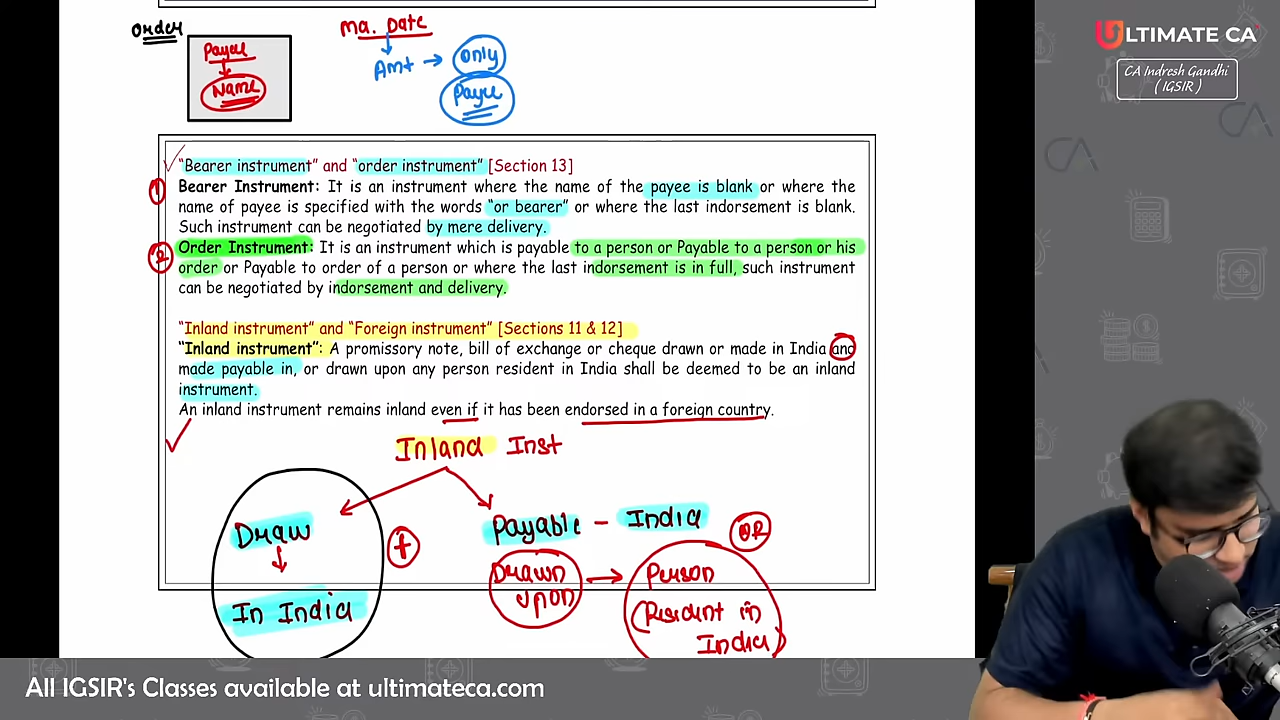 order
Payee
Name
Ma. Date
Amt → only
Payee
ULTIMATE CA
CA Indresh Gandhi
( IGSIR )
"Bearer instrument" and "order instrument" [Section 13]
1
Bearer Instrument: It is an instrument where the name of the payee is blank or where the
name of payee is specified with the words "or bearer" or where the last indorsement is blank.
Such instrument can be negotiated by mere delivery.
2
Order Instrument: It is an instrument which is payable to a person or Payable to a person or his
order or Payable to order of a person or where the last indorsement is in full, such instrument
can be negotiated by indorsement and delivery.
"Inland instrument" and "Foreign instrument" [Sections 11 & 12]
"Inland instrument": A promissory note, bill of exchange or cheque drawn or made in India and
made payable in, or drawn upon any person resident in India shall be deemed to be an inland
instrument.
An inland instrument remains inland even if it has been endorsed in a foreign country.
Inland Inst
Draw
In India
+
Payable - India
OR
Drawn
upon
→ Person
(Resident in
India)
All IGSIR's Classes available at ultimateca.com